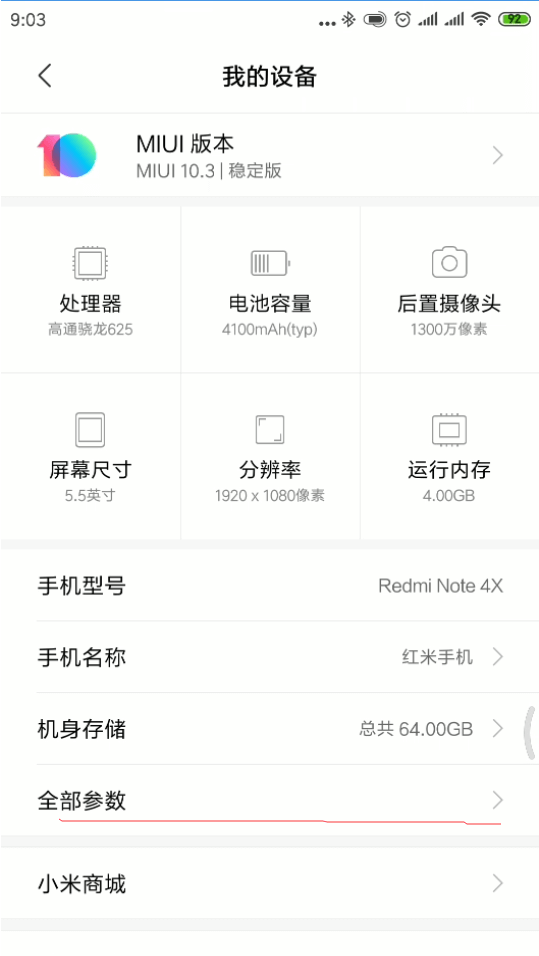 9:03
92
我的设备
10
MIUI 版本
MIUI 10.3 | 稳定版
处理器
高通骁龙625
电池容量
4100mAh(typ)
后置摄像头
1300万像素
屏幕尺寸
5.5英寸
分辨率
1920 x 1080像素
运行内存
4.00GB
手机型号
Redmi Note 4X
手机名称
红米手机
机身存储
总共 64.00GB
全部参数
小米商城